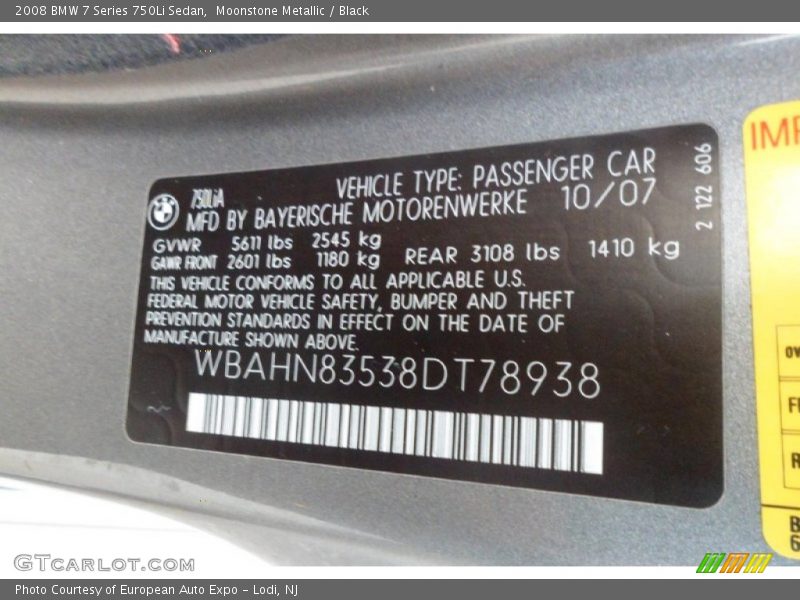 2008 BMW 7 Series 750Li Sedan, Moonstone Metallic / Black
750LiA
VEHICLE TYPE: PASSENGER CAR
MFD BY BAYERISCHE MOTORENWERKE 10/07
GVWR 5611 lbs 2545 kg
GAWR FRONT 2601 lbs 1180 kg REAR 3108 lbs 1410 kg
THIS VEHICLE CONFORMS TO ALL APPLICABLE U.S.
FEDERAL MOTOR VEHICLE SAFETY, BUMPER AND THEFT
PREVENTION STANDARDS IN EFFECT ON THE DATE OF
MANUFACTURE SHOWN ABOVE.
WBAHN83538DT78938
2 122 606
GTCARLOT.COM
Photo Courtesy of European Auto Expo - Lodi, NJ